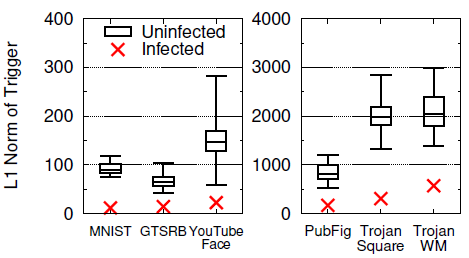 L1 Norm of Trigger
400
300
200
100
0
Uninfected
Infected
MNIST GTSRB YouTube
Face
4000
3000
2000
1000
0
PubFig Trojan Trojan
Square WM